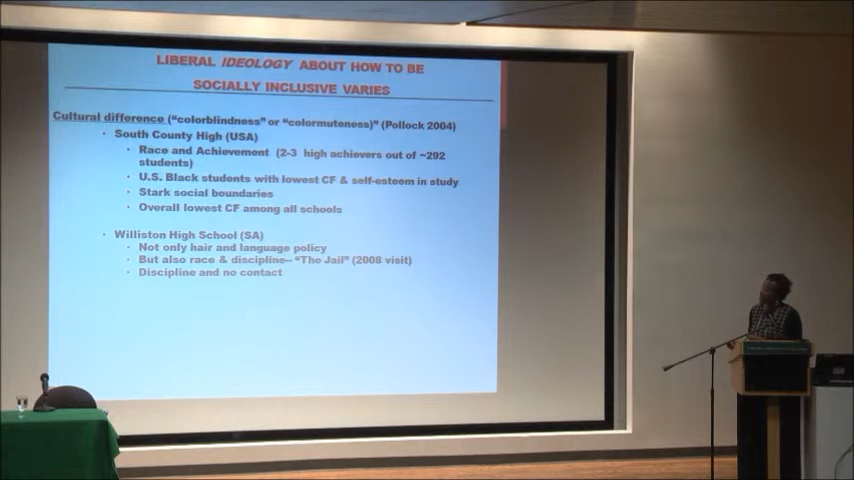 LIBERAL IDEOLOGY ABOUT HOW TO BE
SOCIALLY INCLUSIVE VARIES
Cultural difference ("colorblindness" or "colormuteness)" (Pollock 2004)
• South County High (USA)
• Race and Achievement (2-3 high achievers out of ~292
students)
• U.S. Black students with lowest CF & self-esteem in study
• Stark social boundaries
• Overall lowest CF among all schools
• Williston High School (SA)
• Not only hair and language policy
• But also race & discipline-- "The Jail" (2008 visit)
• Discipline and no contact